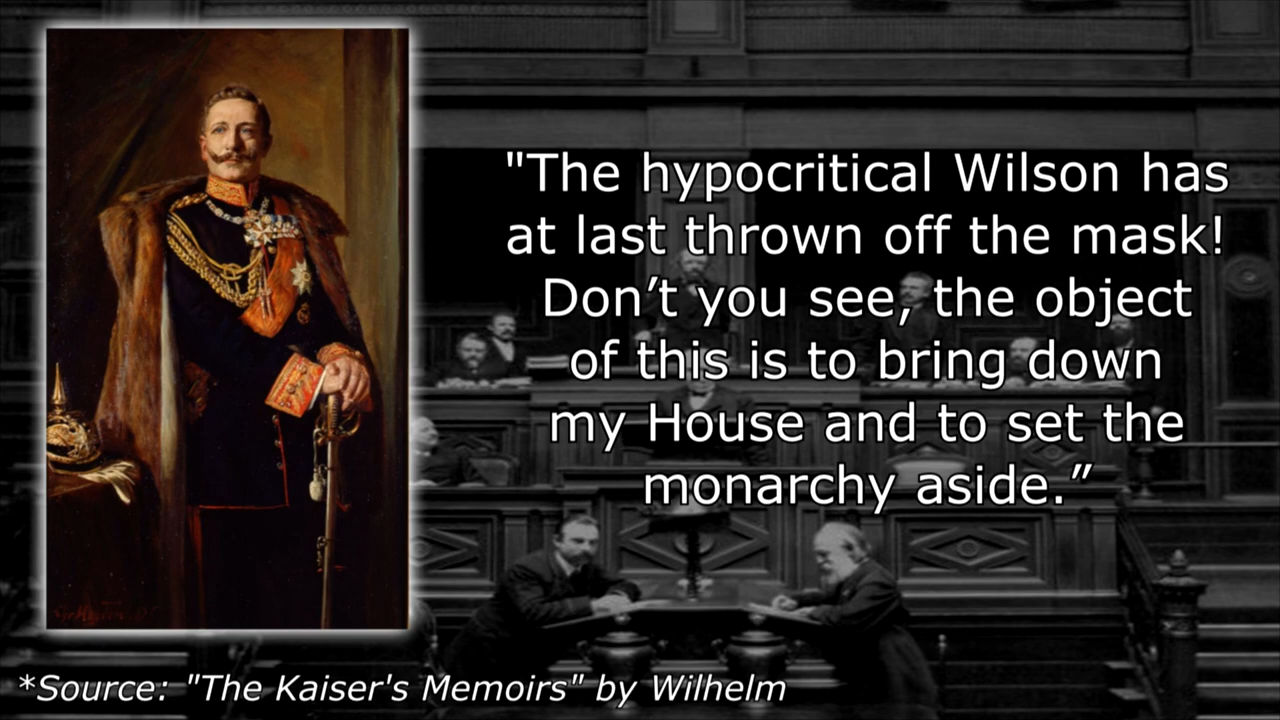 "The hypocritical Wilson has
at last thrown off the mask!
Don’t you see, the object
of this is to bring down
my House and to set the
monarchy aside.”
*Source: "The Kaiser's Memoirs" by Wilhelm